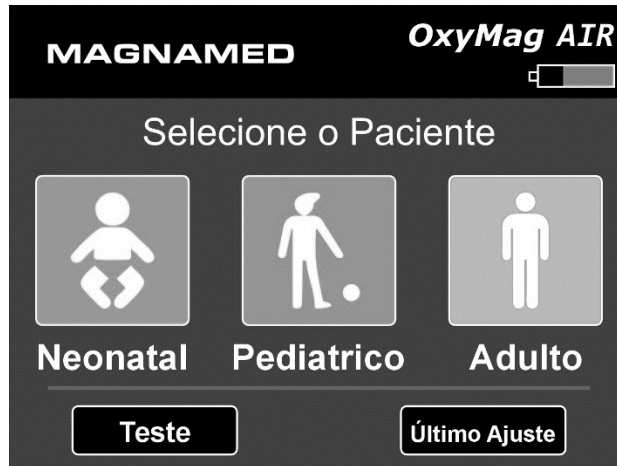 MAGNAMED
OxyMag AIR
Selecione o Paciente
Neonatal
Pediatrico
Adulto
Teste
Último Ajuste